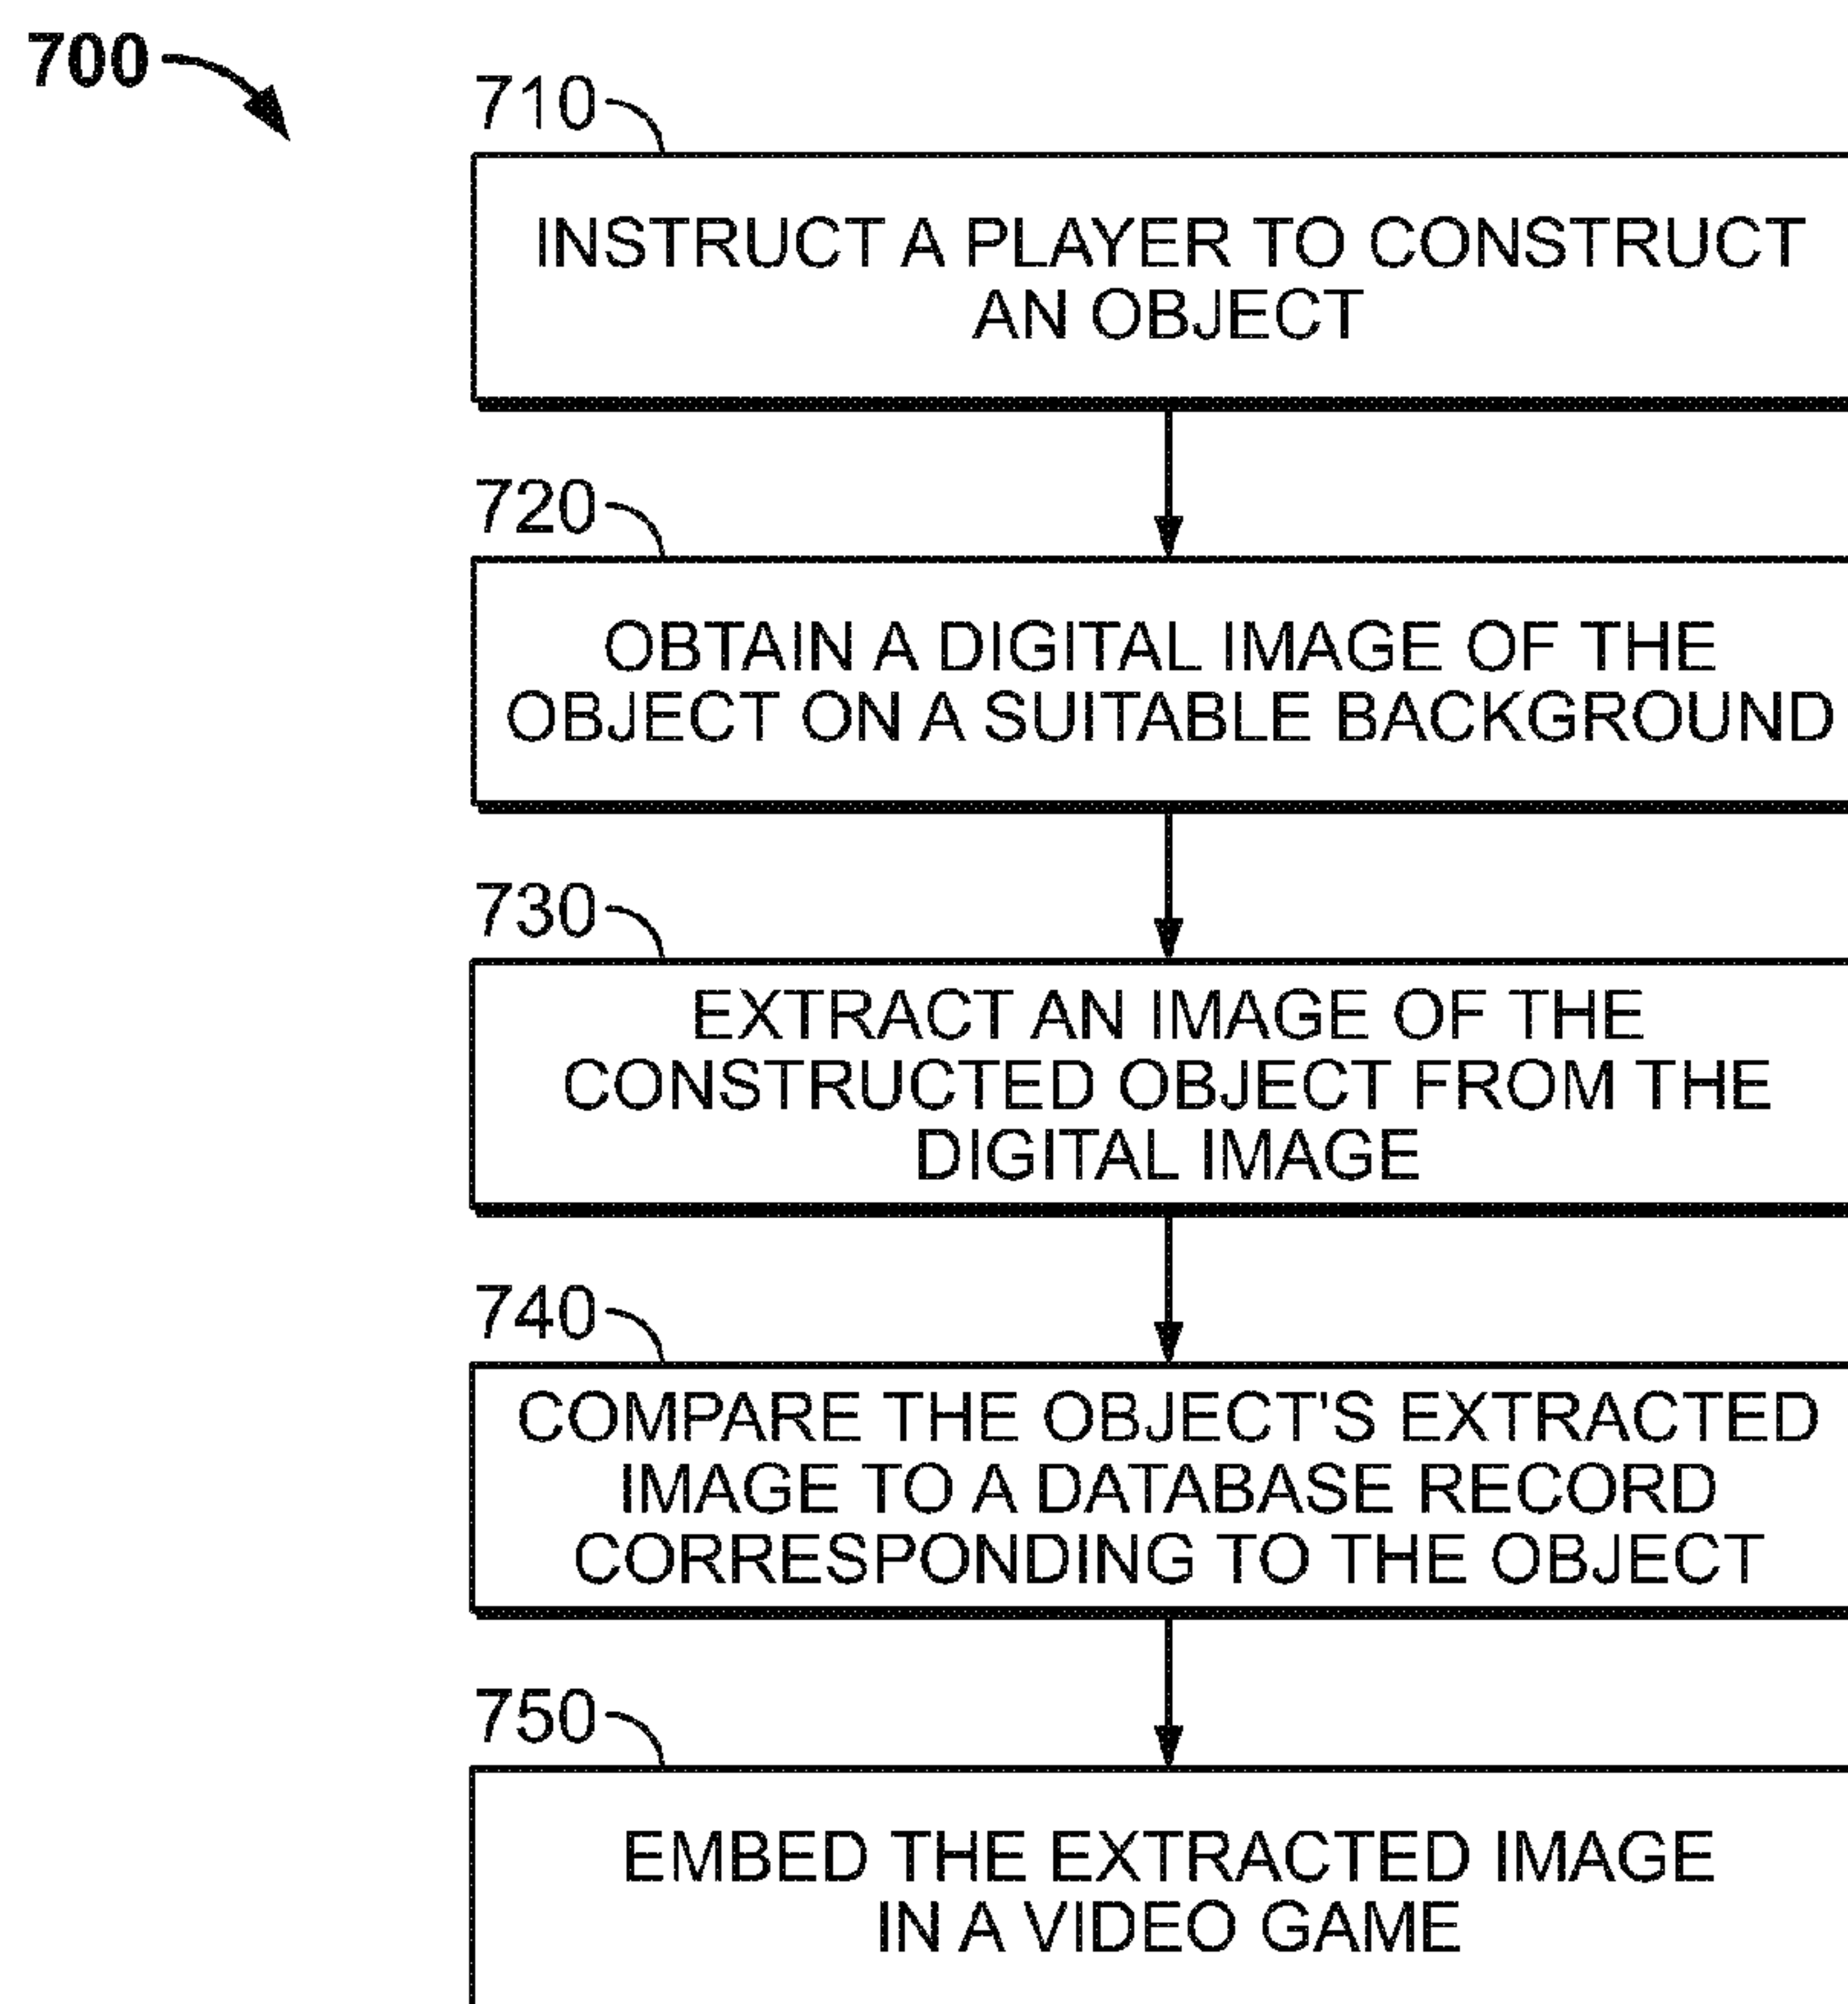 700
710
INSTRUCT A PLAYER TO CONSTRUCT
AN OBJECT
720
OBTAIN A DIGITAL IMAGE OF THE
OBJECT ON A SUITABLE BACKGROUND
730
EXTRACT AN IMAGE OF THE
CONSTRUCTED OBJECT FROM THE
DIGITAL IMAGE
740
COMPARE THE OBJECT'S EXTRACTED
IMAGE TO A DATABASE RECORD
CORRESPONDING TO THE OBJECT
750
EMBED THE EXTRACTED IMAGE
IN A VIDEO GAME